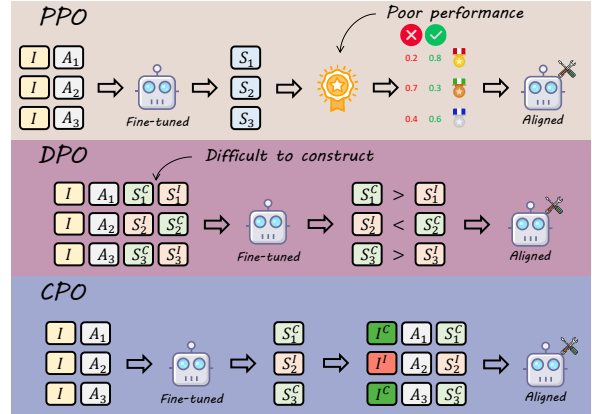 PPO
Poor performance
I A₁ S₁ 0.2 0.8
I A₂ S₂ 0.7 0.3
I A₃ S₃ 0.4 0.6
Fine-tuned Aligned
DPO
Difficult to construct
I A₁ S₁ᶜ S₁ᴵ S₁ᶜ > S₁ᴵ
I A₂ S₂ᴵ S₂ᶜ S₂ᴵ < S₂ᶜ
I A₃ S₃ᶜ S₃ᴵ S₃ᶜ > S₃ᴵ
Fine-tuned Aligned
CPO
I A₁ S₁ᶜ Iᶜ A₁ S₁ᶜ
I A₂ S₂ᴵ Iᴵ A₂ S₂ᴵ
I A₃ S₃ᶜ Iᶜ A₃ S₃ᶜ
Fine-tuned Aligned